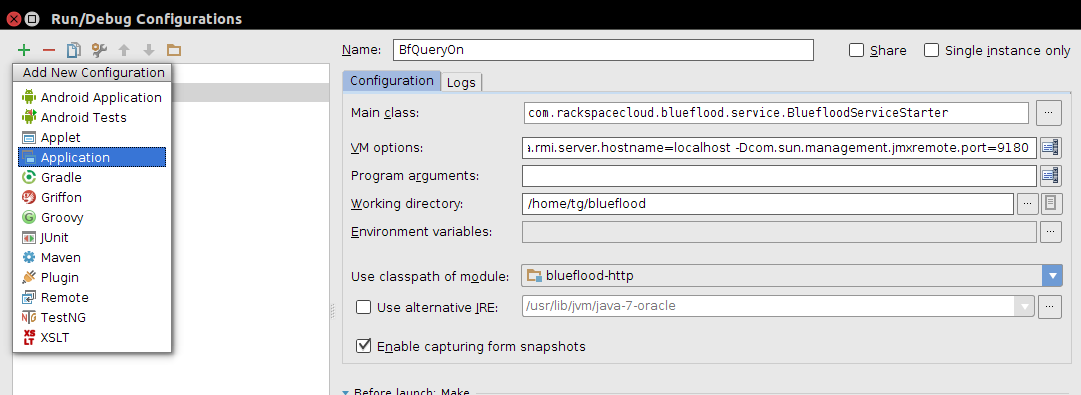 Run/Debug Configurations
Add New Configuration
Android Application
Android Tests
Applet
Application
Gradle
Griffon
Groovy
JUnit
Maven
Plugin
Remote
TestNG
XSLT
Name: BfQueryOn Share Single instance only
Configuration Logs
Main class: com.rackspacecloud.blueflood.service.BluefloodServiceStarter ...
VM options: a.rmi.server.hostname=localhost -Dcom.sun.management.jmxremote.port=9180
Program arguments:
Working directory: /home/tg/blueflood ...
Environment variables: ...
Use classpath of module: blueflood-http
Use alternative JRE: /usr/lib/jvm/java-7-oracle ...
Enable capturing form snapshots
Before launch: Make